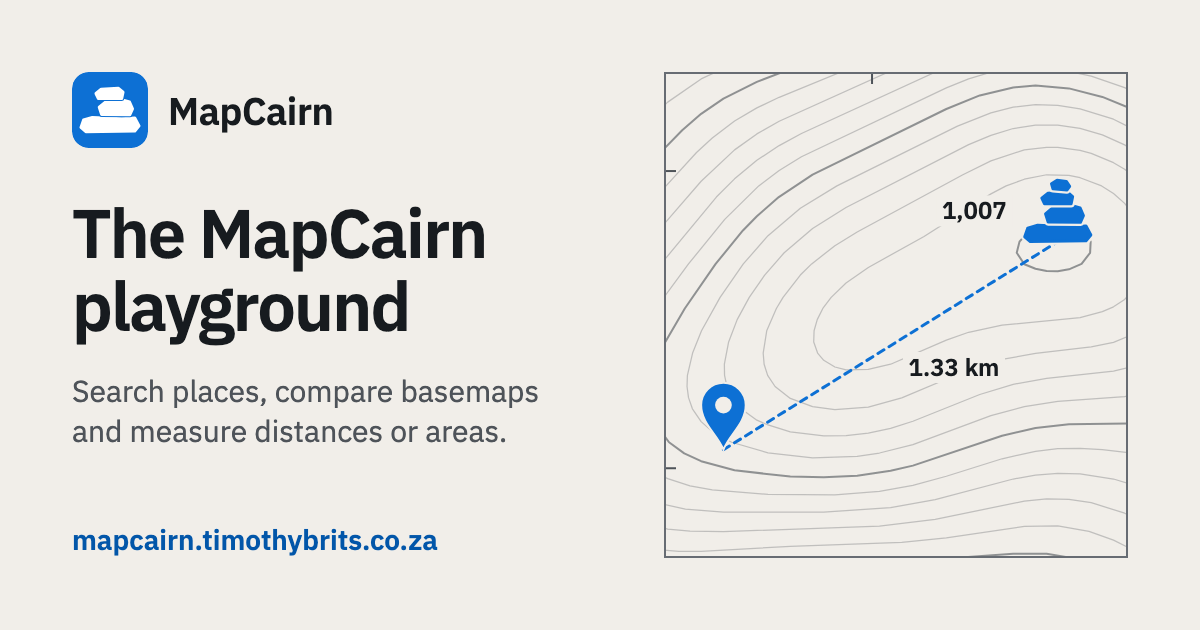 MapCairn
The MapCairn
playground
Search places, compare basemaps
and measure distances or areas.
mapcairn.timothybrits.co.za
1,007
1.33 km